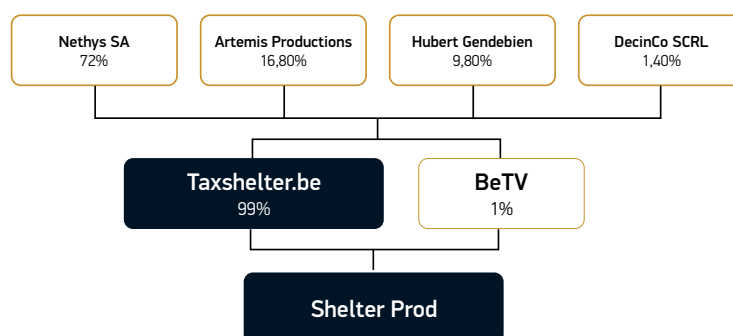 Nethys SA
72%
Artemis Productions
16,80%
Hubert Gendebien
9,80%
DecinCo SCRL
1,40%
Taxshelter.be
99%
BeTV
1%
Shelter Prod